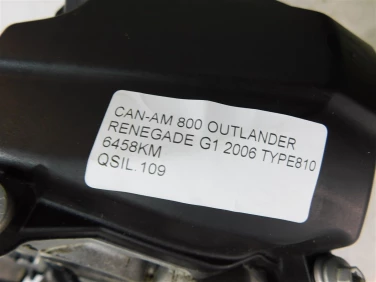 CAN-AM 800 OUTLANDER
RENEGADE G1 2006 TYPE810
6458KM
QSIL.109